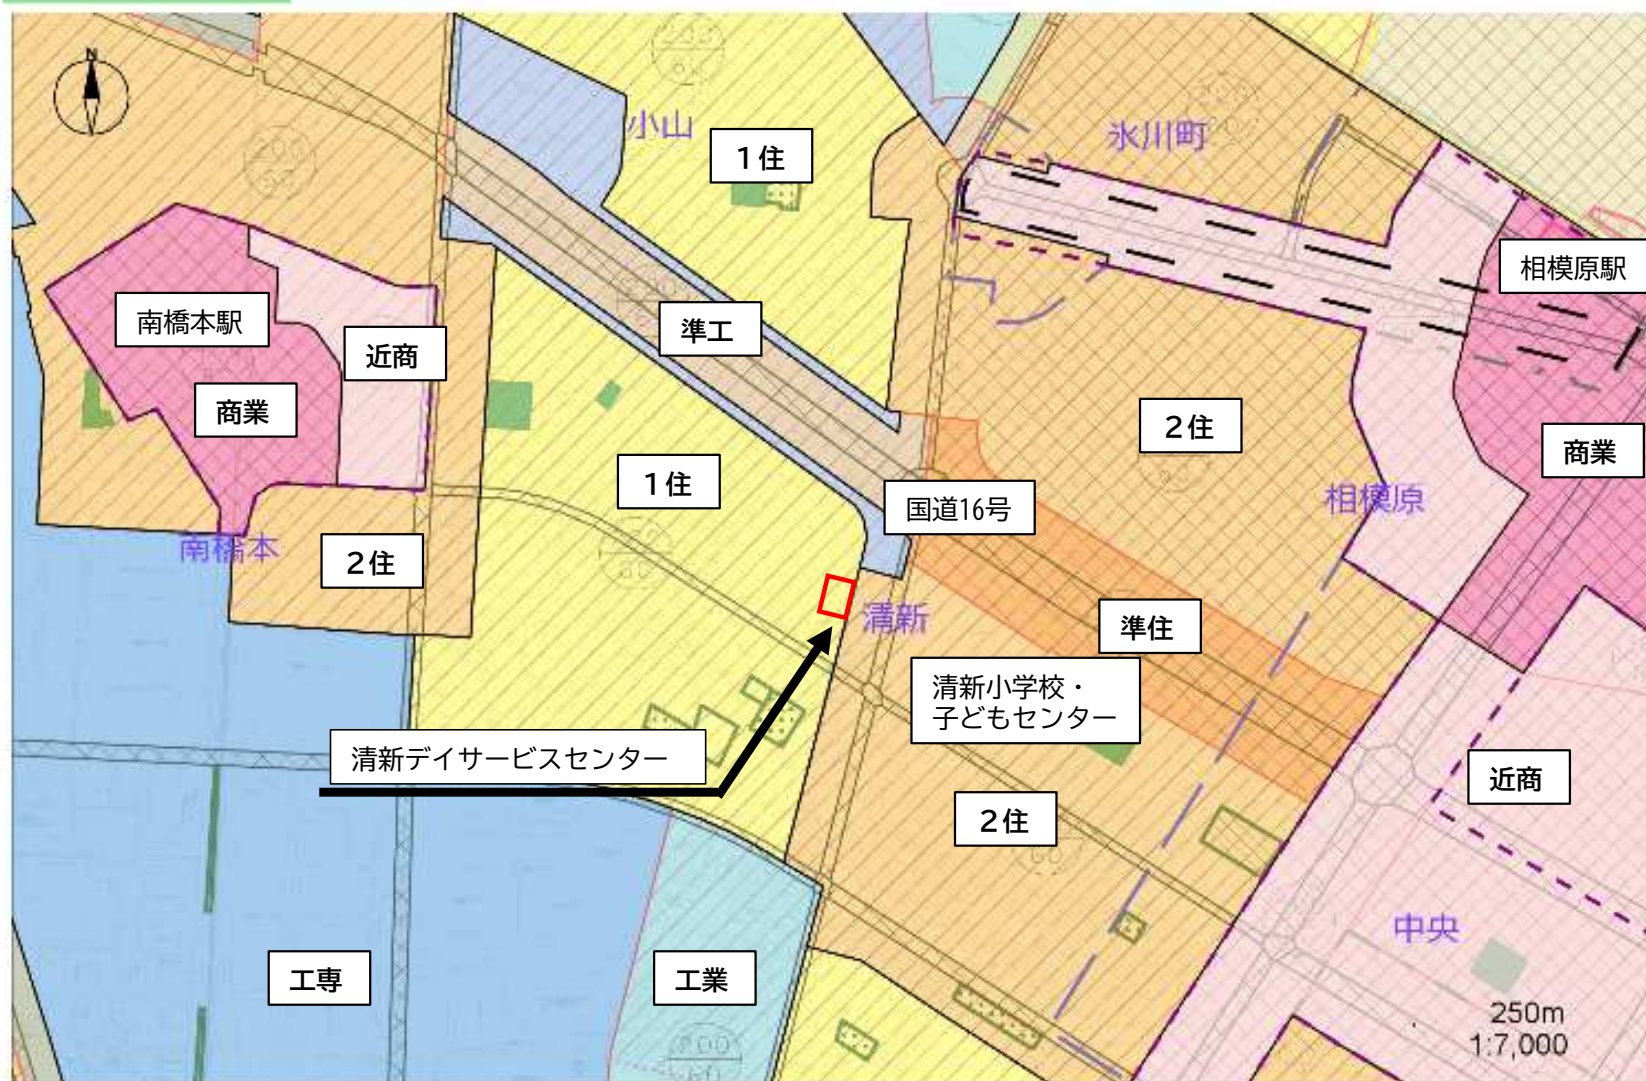 N
小山
1住
氷川町
相模原駅
南橋本駅
近商
準工
商業
2住
商業
1住
国道16号
相模原
南橋本
2住
清新
準住
清新小学校・
子どもセンター
清新デイサービスセンター
近商
2住
中央
工専
工業
200
60
250m
1:7,000